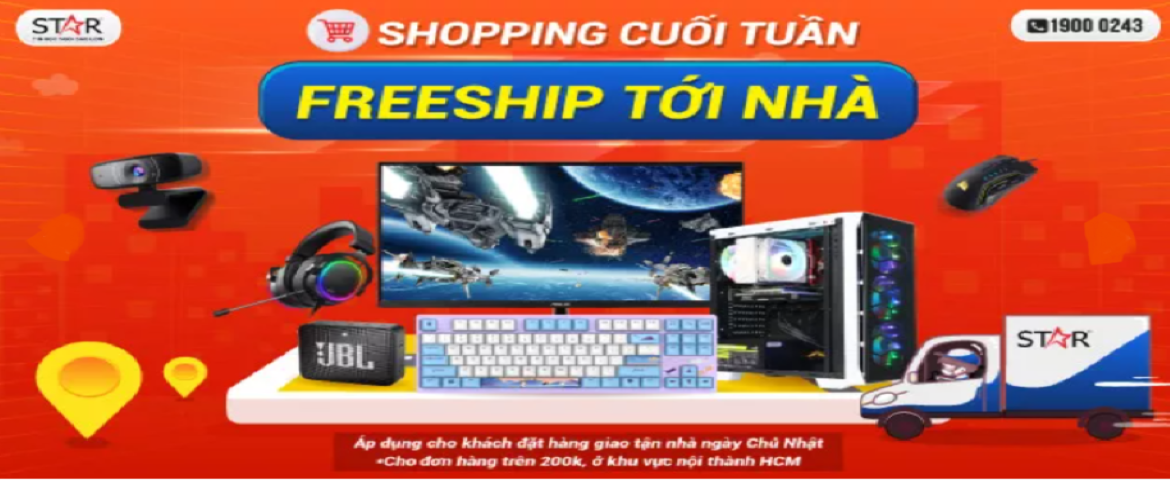 STAR
SHOPPING CUỐI TUẦN
1900 0243
FREESHIP TỚI NHÀ
JBL
STAR
Áp dụng cho khách đặt hàng giao tận nhà ngày Chủ Nhật
*Cho đơn hàng trên 200k, ở khu vực nội thành HCM